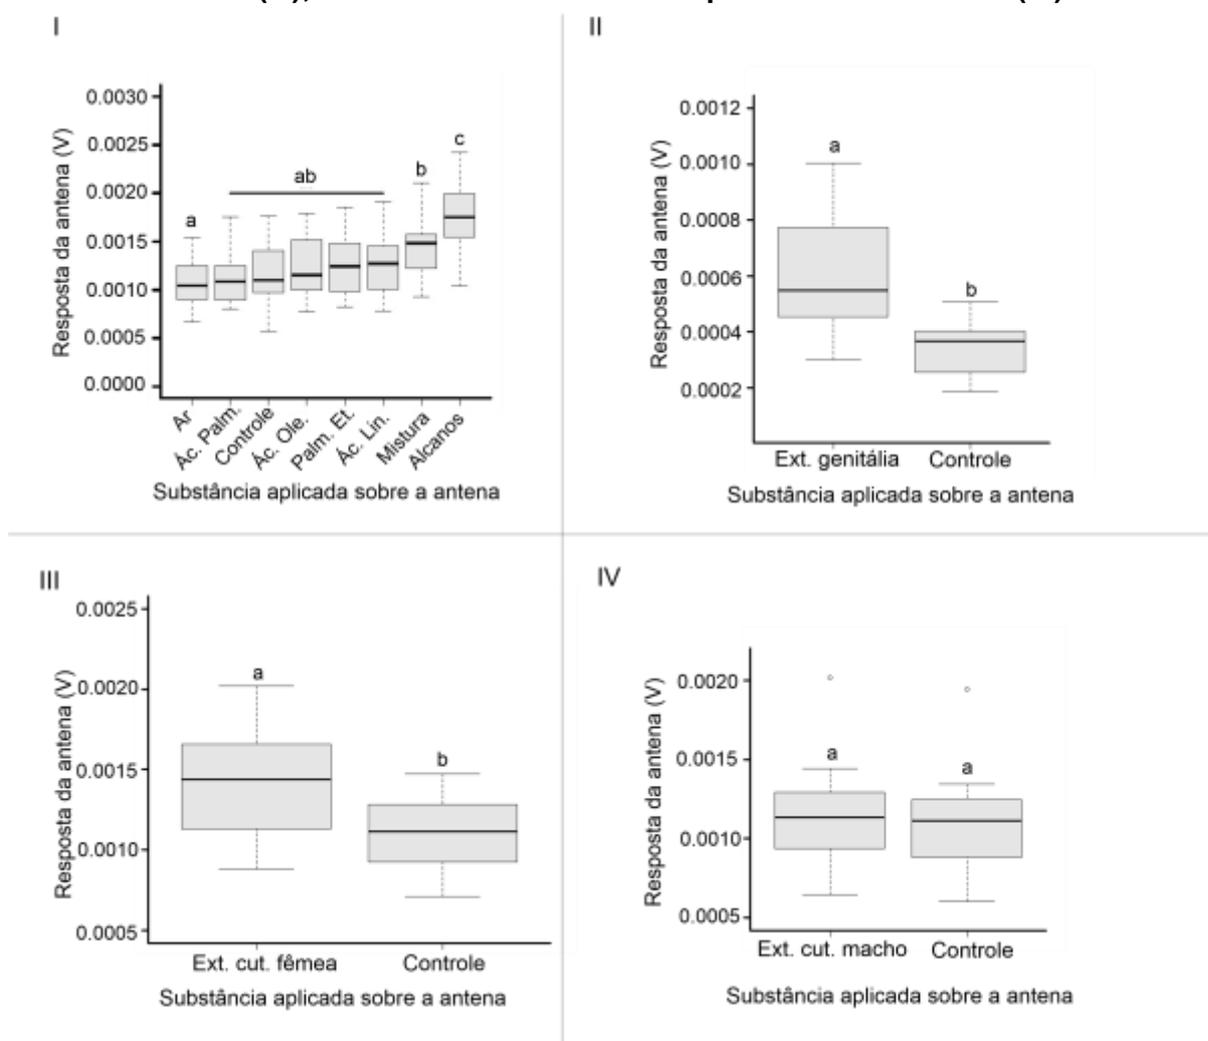 I
0.0030
0.0025
0.0020
0.0015
0.0010
0.0005
0.0000
Resposta da antena (V)
a
ab
b
c
Ar
Ác. Palm.
Controle
Ác. Ole.
Palm. Et.
Ác. Lin.
Mistura
Alcanos
Substância aplicada sobre a antena
II
0.0012
0.0010
0.0008
0.0006
0.0004
0.0002
Resposta da antena (V)
a
b
Ext. genitália
Controle
Substância aplicada sobre a antena
III
0.0025
0.0020
0.0015
0.0010
0.0005
Resposta da antena (V)
a
b
Ext. cut. fêmea
Controle
Substância aplicada sobre a antena
IV
0.0020
0.0015
0.0010
0.0005
Resposta da antena (V)
a
a
Ext. cut. macho
Controle
Substância aplicada sobre a antena